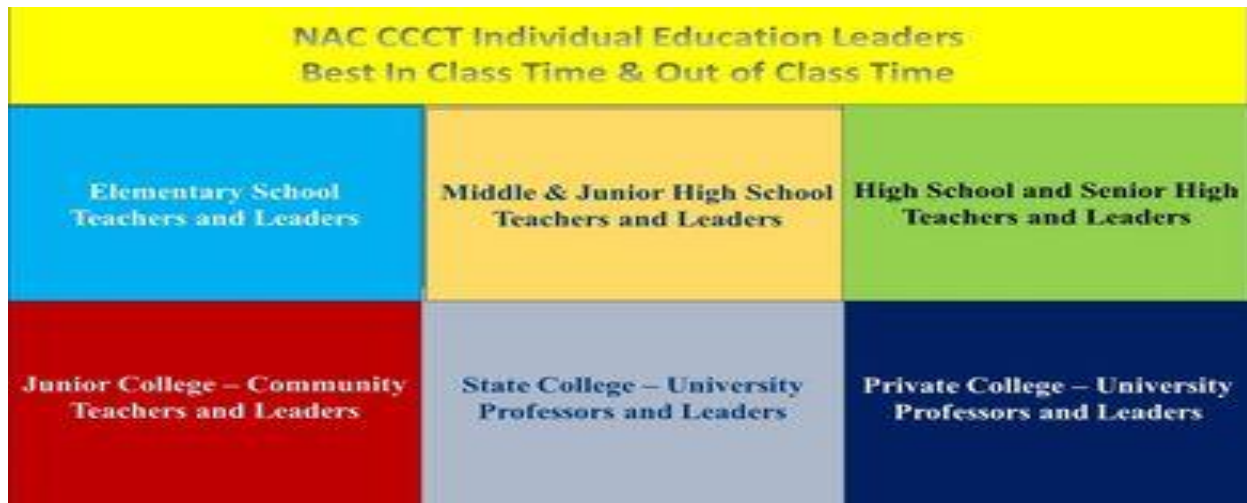 NAC CCCT Individual Education Leaders
Best In Class Time & Out of Class Time
Elementary School
Teachers and Leaders
Middle & Junior High School
Teachers and Leaders
High School and Senior High
Teachers and Leaders
Junior College – Community
Teachers and Leaders
State College – University
Professors and Leaders
Private College – University
Professors and Leaders